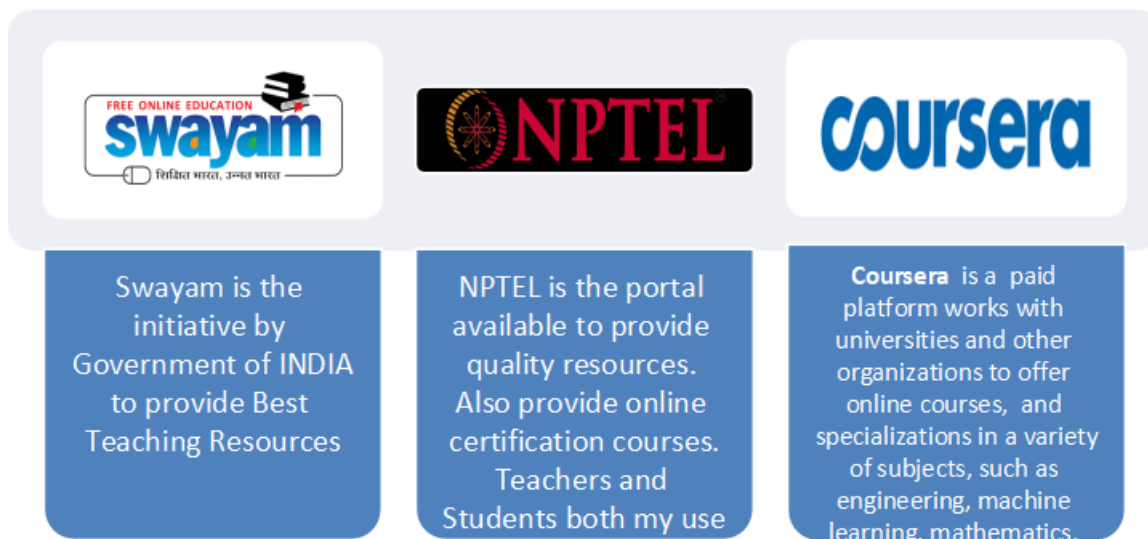 FREE ONLINE EDUCATION
swayam
शिक्षित भारत, उन्नत भारत
NPTEL
coursera
Swayam is the
initiative by
Government of INDIA
to provide Best
Teaching Resources
NPTEL is the portal
available to provide
quality resources.
Also provide online
certification courses.
Teachers and
Students both my use
Coursera is a paid
platform works with
universities and other
organizations to offer
online courses, and
specializations in a variety
of subjects, such as
engineering, machine
learning, mathematics,